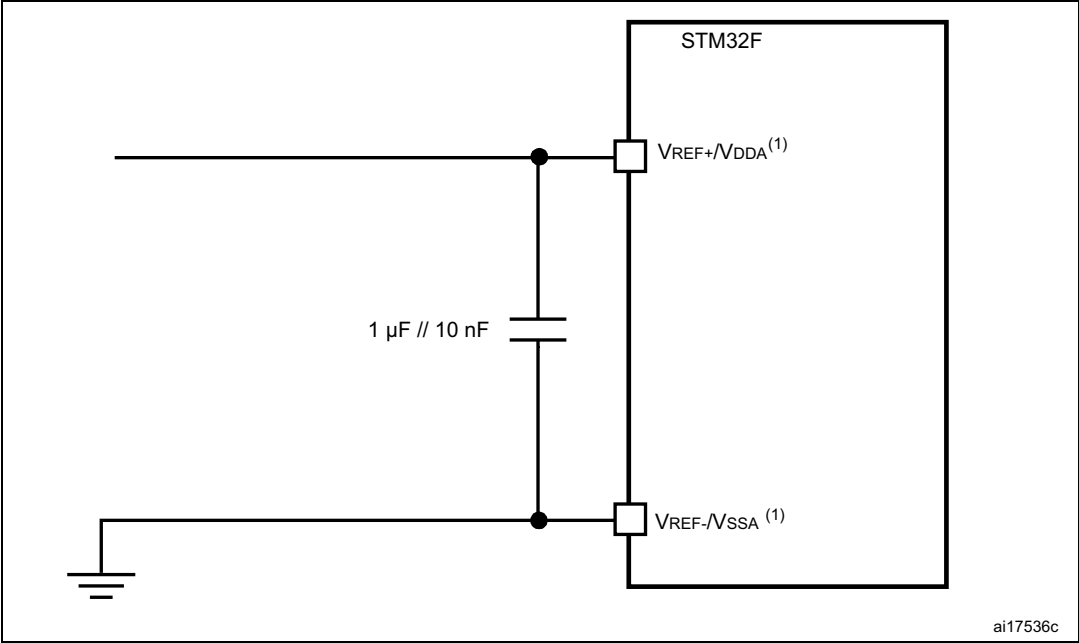 STM32F
VREF+/VDDA(1)
1 µF // 10 nF
VREF-/VSSA (1)
ai17536c